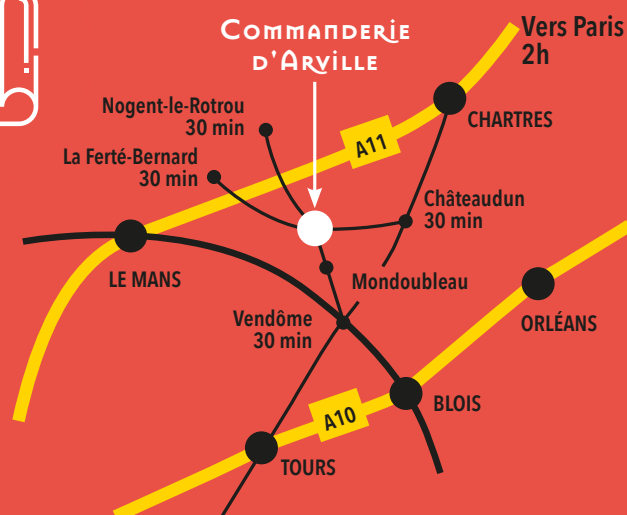 Commanderie
d'Arville
Vers Paris
2h
Nogent-le-Rotrou
30 min
CHARTRES
A11
La Ferté-Bernard
30 min
Châteaudun
30 min
LE MANS
Mondoubleau
Vendôme
30 min
ORLÉANS
BLOIS
A10
TOURS